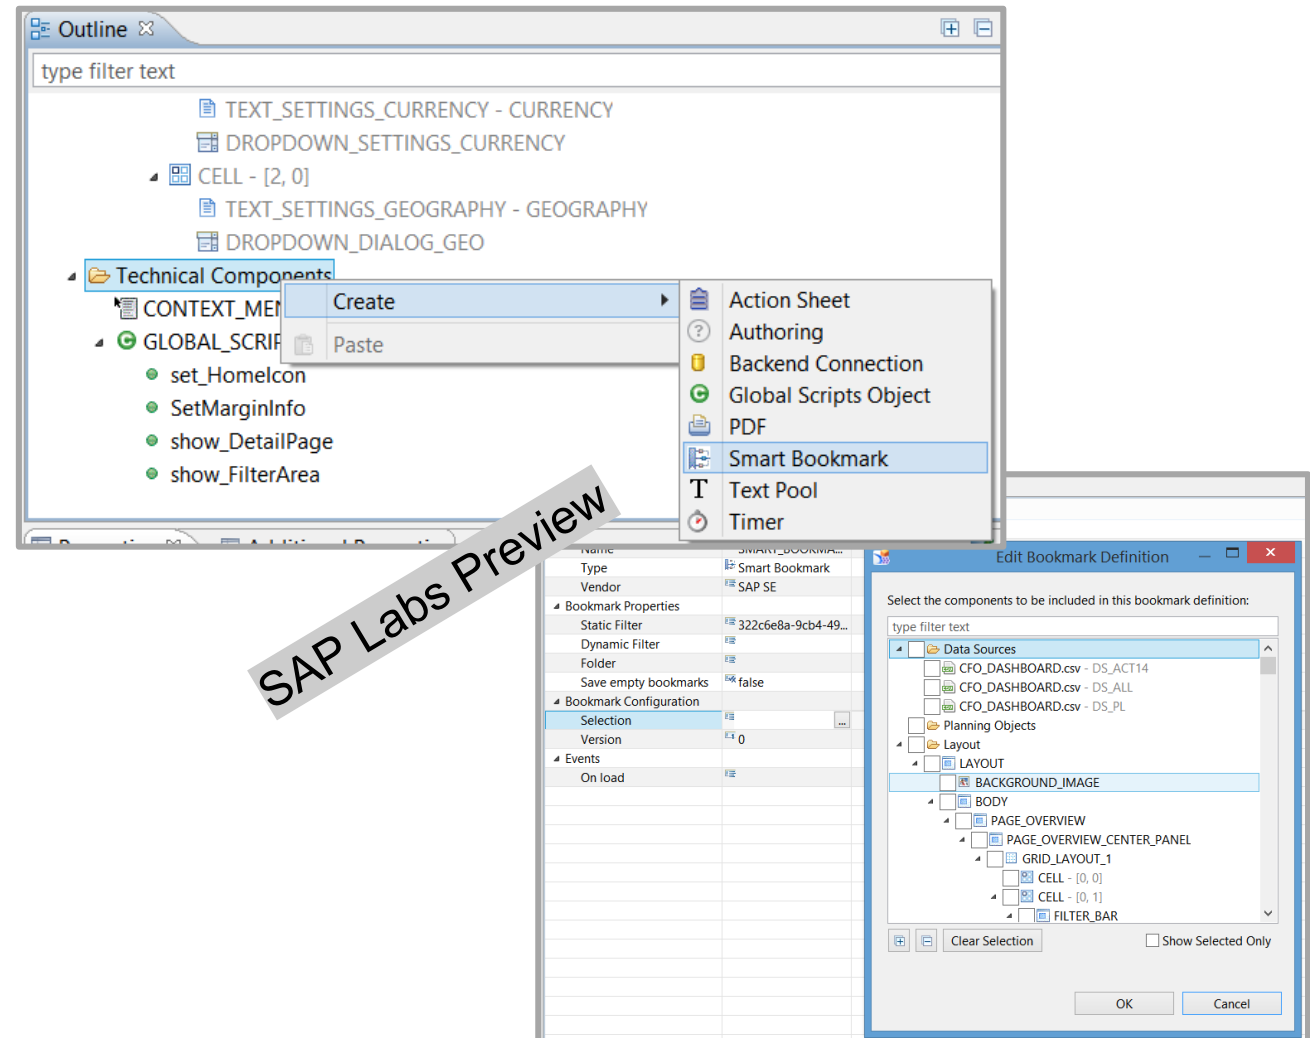 Outline
type filter text
TEXT_SETTINGS_CURRENCY - CURRENCY
DROPDOWN_SETTINGS_CURRENCY
CELL - [2, 0]
TEXT_SETTINGS_GEOGRAPHY - GEOGRAPHY
DROPDOWN_DIALOG_GEO
Technical Components
CONTEXT_MEN
GLOBAL_SCRIP
set_HomeIcon
SetMarginInfo
show_DetailPage
show_FilterArea
Create
Paste
Action Sheet
Authoring
Backend Connection
Global Scripts Object
PDF
Smart Bookmark
Text Pool
Timer
SAP Labs Preview
Name SMART_BOOKMA...
Type Smart Bookmark
Vendor SAP SE
Bookmark Properties
Static Filter 322c6e8a-9cb4-49...
Dynamic Filter
Folder
Save empty bookmarks false
Bookmark Configuration
Selection ...
Version 0
Events
On load
Edit Bookmark Definition
Select the components to be included in this bookmark definition:
type filter text
Data Sources
CFO_DASHBOARD.csv - DS_ACT14
CFO_DASHBOARD.csv - DS_ALL
CFO_DASHBOARD.csv - DS_PL
Planning Objects
Layout
LAYOUT
BACKGROUND_IMAGE
BODY
PAGE_OVERVIEW
PAGE_OVERVIEW_CENTER_PANEL
GRID_LAYOUT_1
CELL - [0, 0]
CELL - [0, 1]
FILTER_BAR
Clear Selection
Show Selected Only
OK
Cancel